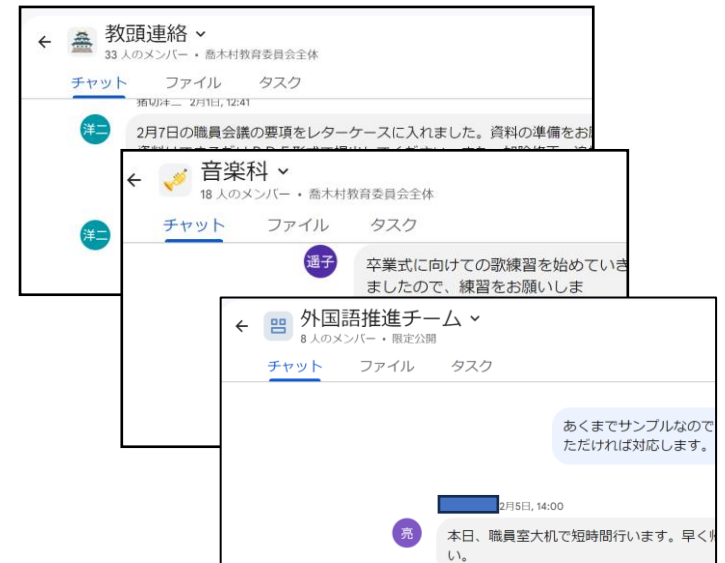 教頭連絡
33 人のメンバー • 喬木村教育委員会全体
チャット ファイル タスク
2月1日, 12:41
洋二
2月7日の職員会議の要項をレターケースに入れました。資料の準備をお
洋二
音楽科
18 人のメンバー • 喬木村教育委員会全体
チャット ファイル タスク
遥子
卒業式に向けての歌練習を始めていき
ましたので、練習をお願いしま
外国語推進チーム
8 人のメンバー • 限定公開
チャット ファイル タスク
あくまでサンプルなので
ただければ対応します。
2月5日, 14:00
亮
本日、職員室大机で短時間行います。早く
い。